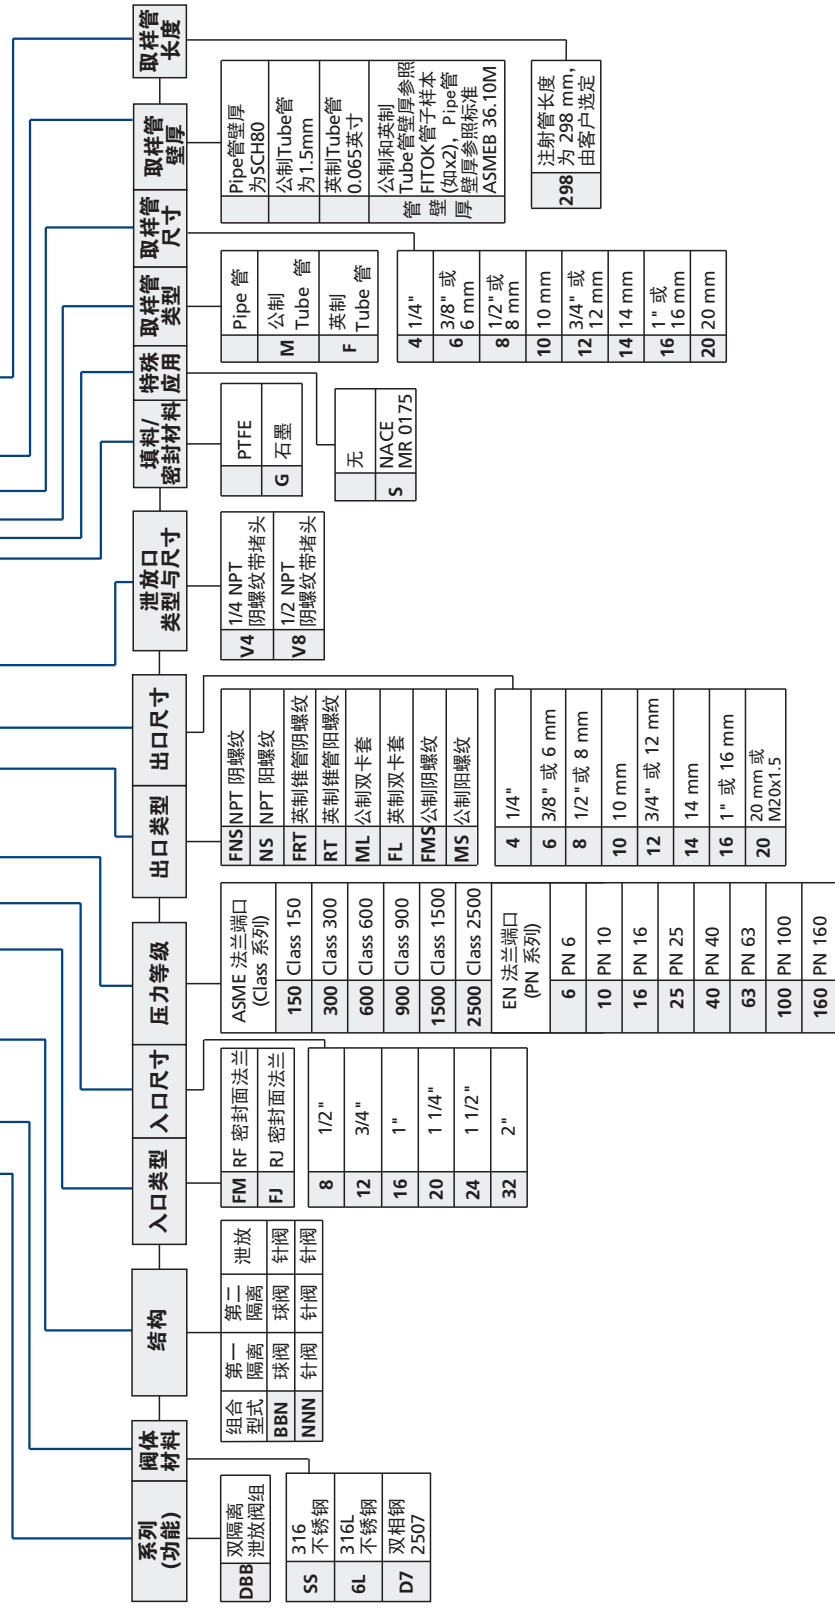 系列
(功能)
阀体
材料
结构
入口类型
入口尺寸
压力等级
出口类型
出口尺寸
泄放口
类型与尺寸
填料/
密封材料
特殊
应用
取样管
类型
取样管
尺寸
取样管
壁厚
取样管
长度
DBB 双隔离
泄放阀组
SS 316
不锈钢
6L 316L
不锈钢
D7 双相钢
2507
组合
型式
第一
隔离
第二
隔离
泄放
BBN 球阀 球阀 针阀
NNN 针阀 针阀 针阀
FM RF 密封面法兰
FJ RJ 密封面法兰
8 1/2"
12 3/4"
16 1"
20 1 1/4"
24 1 1/2"
32 2"
ASME 法兰端口
(Class 系列)
150 Class 150
300 Class 300
600 Class 600
900 Class 900
1500 Class 1500
2500 Class 2500
EN 法兰端口
(PN 系列)
6 PN 6
10 PN 10
16 PN 16
25 PN 25
40 PN 40
63 PN 63
100 PN 100
160 PN 160
FNS NPT 阴螺纹
NS NPT 阳螺纹
FRT 英制锥管阴螺纹
RT 英制锥管阳螺纹
ML 公制双卡套
FL 英制双卡套
FMS 公制阴螺纹
MS 公制阳螺纹
4 1/4"
6 3/8" 或 6 mm
8 1/2" 或 8 mm
10 10 mm
12 3/4" 或 12 mm
14 14 mm
16 1" 或 16 mm
20 20 mm 或
M20x1.5
V4 1/4 NPT
阴螺纹带堵头
V8 1/2 NPT
阴螺纹带堵头
PTFE
G 石墨
无
S NACE
MR 0175
Pipe 管
M 公制
Tube 管
F 英制
Tube 管
4 1/4"
6 3/8" 或
6 mm
8 1/2" 或
8 mm
10 10 mm
12 3/4" 或
12 mm
14 14 mm
16 1" 或
16 mm
20 20 mm
Pipe管壁厚
为SCH80
公制Tube管
为1.5mm
英制Tube管
0.065英寸
管壁厚
公制和英制
Tube管壁厚参照
FITOK管子样本
(如x2)，Pipe管
壁厚参照标准
ASMEB 36.10M
298 注射管长度
为 298 mm，
由客户选定